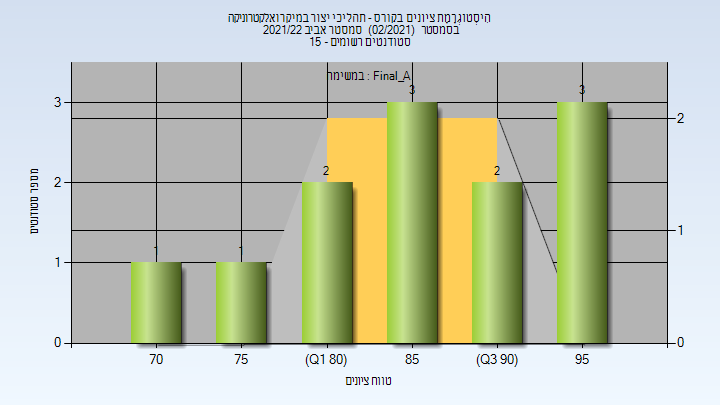 הִיסְטוֹגְרָמַת ציונים בקורס - תהליכי יצור במיקרואלקטרוניקה
בסמסטר (02/2021) סמסטר אביב 2021/22
סטודנטים רשומים - 15
במשימה : Final_A
3 3
3
2 2
2
2
1 1
1
1
0
0
מספר סטודנטים
70 75 (Q1 80) 85 (Q3 90) 95
טווח ציונים